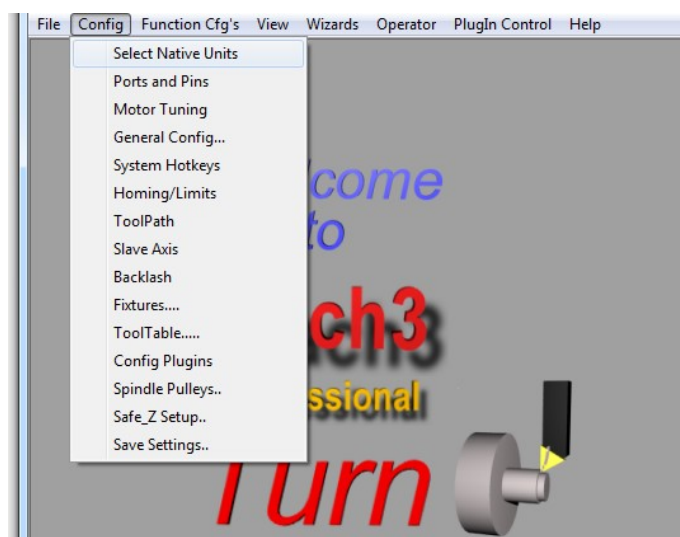 File Config Function Cfg's View Wizards Operator PlugIn Control Help
Select Native Units
Ports and Pins
Motor Tuning
General Config...
System Hotkeys
Homing/Limits
ToolPath
Slave Axis
Backlash
Fixtures....
ToolTable.....
Config Plugins
Spindle Pulleys..
Safe_Z Setup..
Save Settings..
come
to
ch3
ssional
Turn